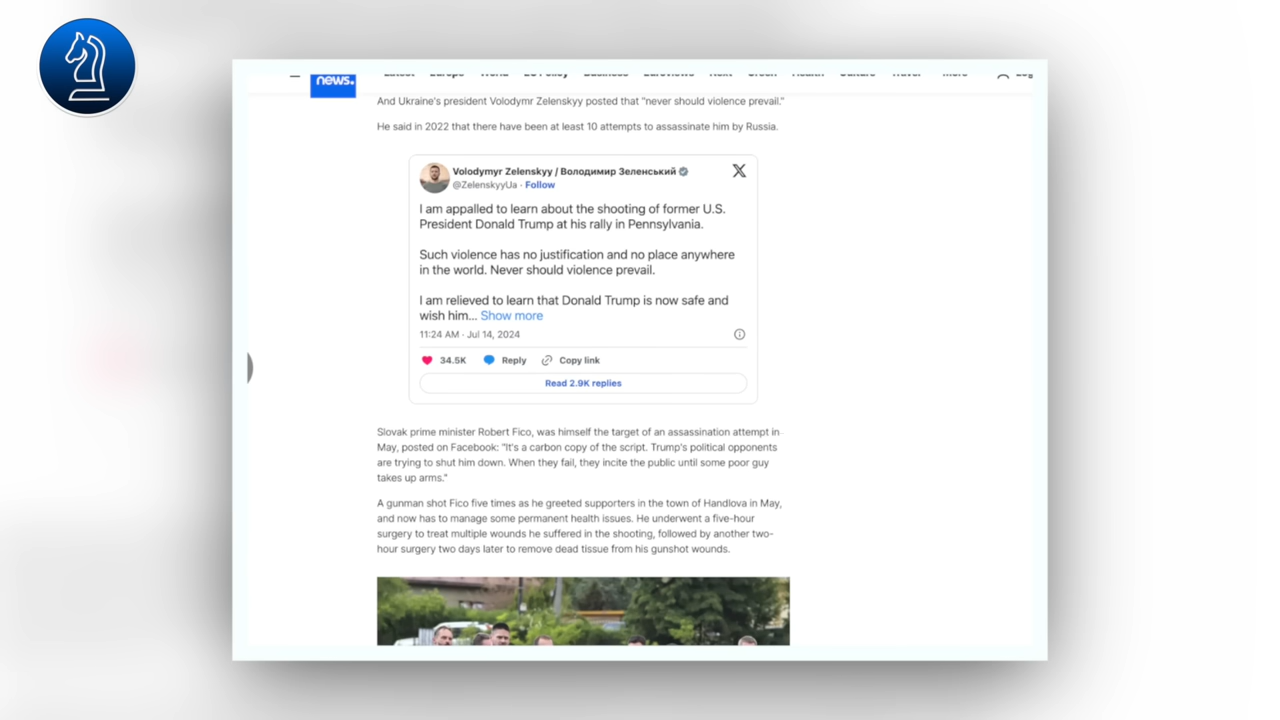 news.
And Ukraine's president Volodymr Zelenskyy posted that "never should violence prevail."
He said in 2022 that there have been at least 10 attempts to assassinate him by Russia.
Volodymyr Zelenskyy / Володимир Зеленський
@ZelenskyyUa · Follow
I am appalled to learn about the shooting of former U.S.
President Donald Trump at his rally in Pennsylvania.
Such violence has no justification and no place anywhere
in the world. Never should violence prevail.
I am relieved to learn that Donald Trump is now safe and
wish him... Show more
11:24 AM · Jul 14, 2024
34.5K Reply Copy link
Read 2.9K replies
Slovak prime minister Robert Fico, was himself the target of an assassination attempt in
May, posted on Facebook: "It's a carbon copy of the script. Trump's political opponents
are trying to shut him down. When they fail, they incite the public until some poor guy
takes up arms."
A gunman shot Fico five times as he greeted supporters in the town of Handlova in May,
and now has to manage some permanent health issues. He underwent a five-hour
surgery to treat multiple wounds he suffered in the shooting, followed by another two-
hour surgery two days later to remove dead tissue from his gunshot wounds.